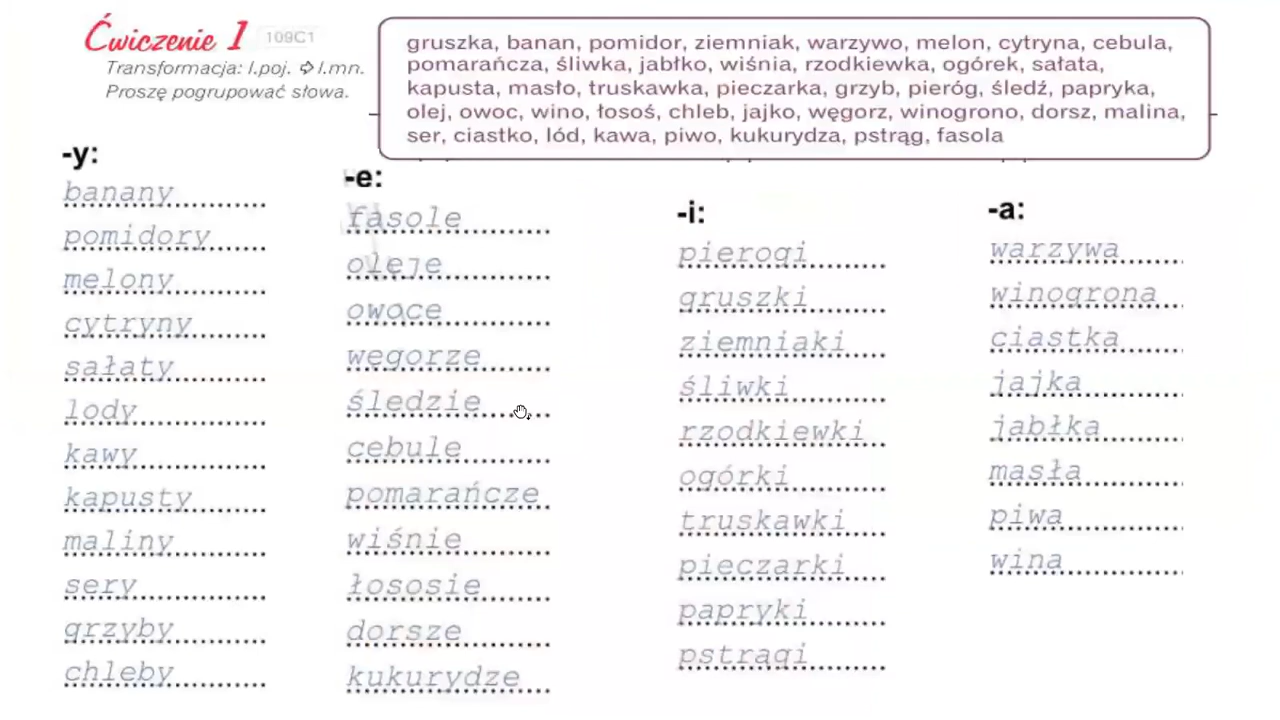 Ćwiczenie 1 109C1
Transformacja: l.poj. ➩ l.mn.
Proszę pogrupować słowa.
gruszka, banan, pomidor, ziemniak, warzywo, melon, cytryna, cebula,
pomarańcza, śliwka, jabłko, wiśnia, rzodkiewka, ogórek, sałata,
kapusta, masło, truskawka, pieczarka, grzyb, pieróg, śledź, papryka,
olej, owoc, wino, łosoś, chleb, jajko, węgorz, winogrono, dorsz, malina,
ser, ciastko, lód, kawa, piwo, kukurydza, pstrąg, fasola
-y:
banany
pomidory
melony
cytryny
sałaty
lody
kawy
kapusty
maliny
sery
grzyby
chleby
-e:
fasole
oleje
owoce
węgorze
śledzie
cebule
pomarańcze
wiśnie
łososie
dorsze
kukurydze
-i:
pierogi
gruszki
ziemniaki
śliwki
rzodkiewki
ogórki
truskawki
pieczarki
papryki
pstrągi
-a:
warzywa
winogrona
ciastka
jajka
jabłka
masła
piwa
wina